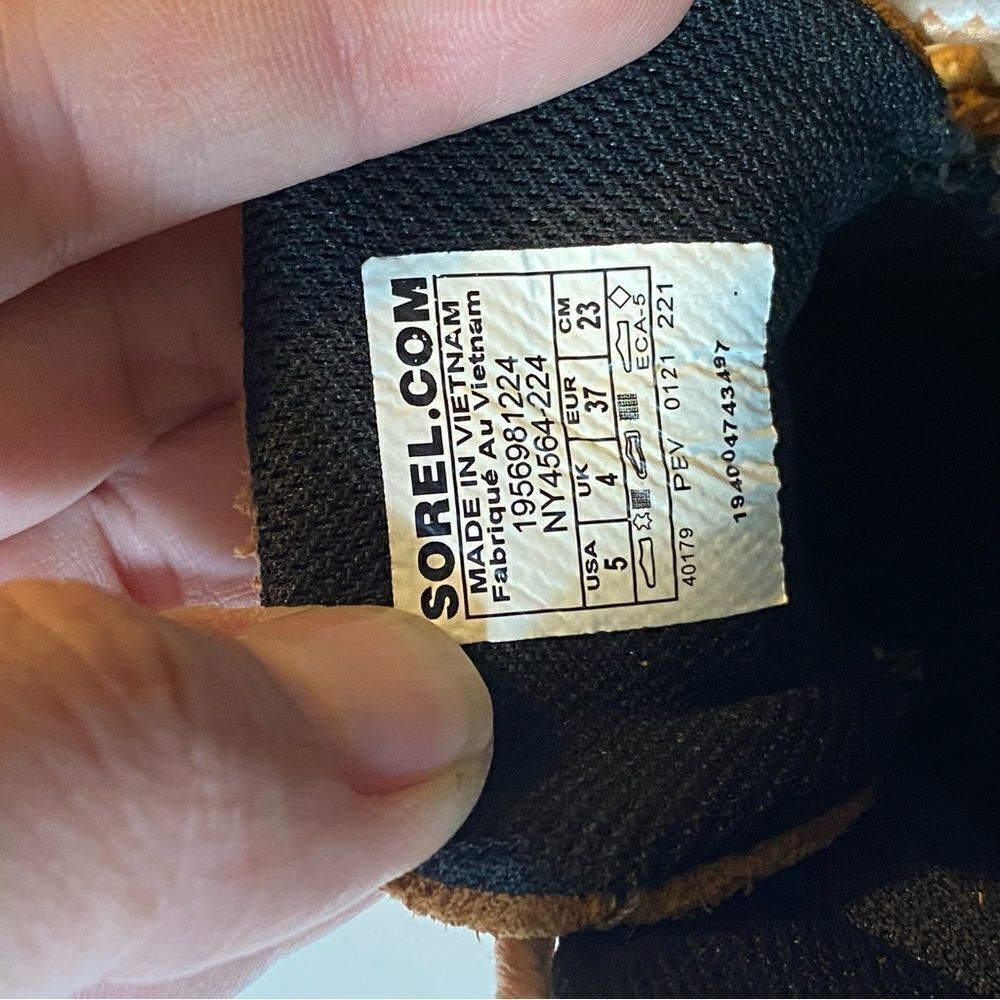 SOREL.COM
MADE IN VIETNAM
Fabriqué Au Vietnam
1956981224
NY4564-224
USA UK EUR CM
5 4 37 23
ECA-5
40179 PEV 0121 221
194004743497